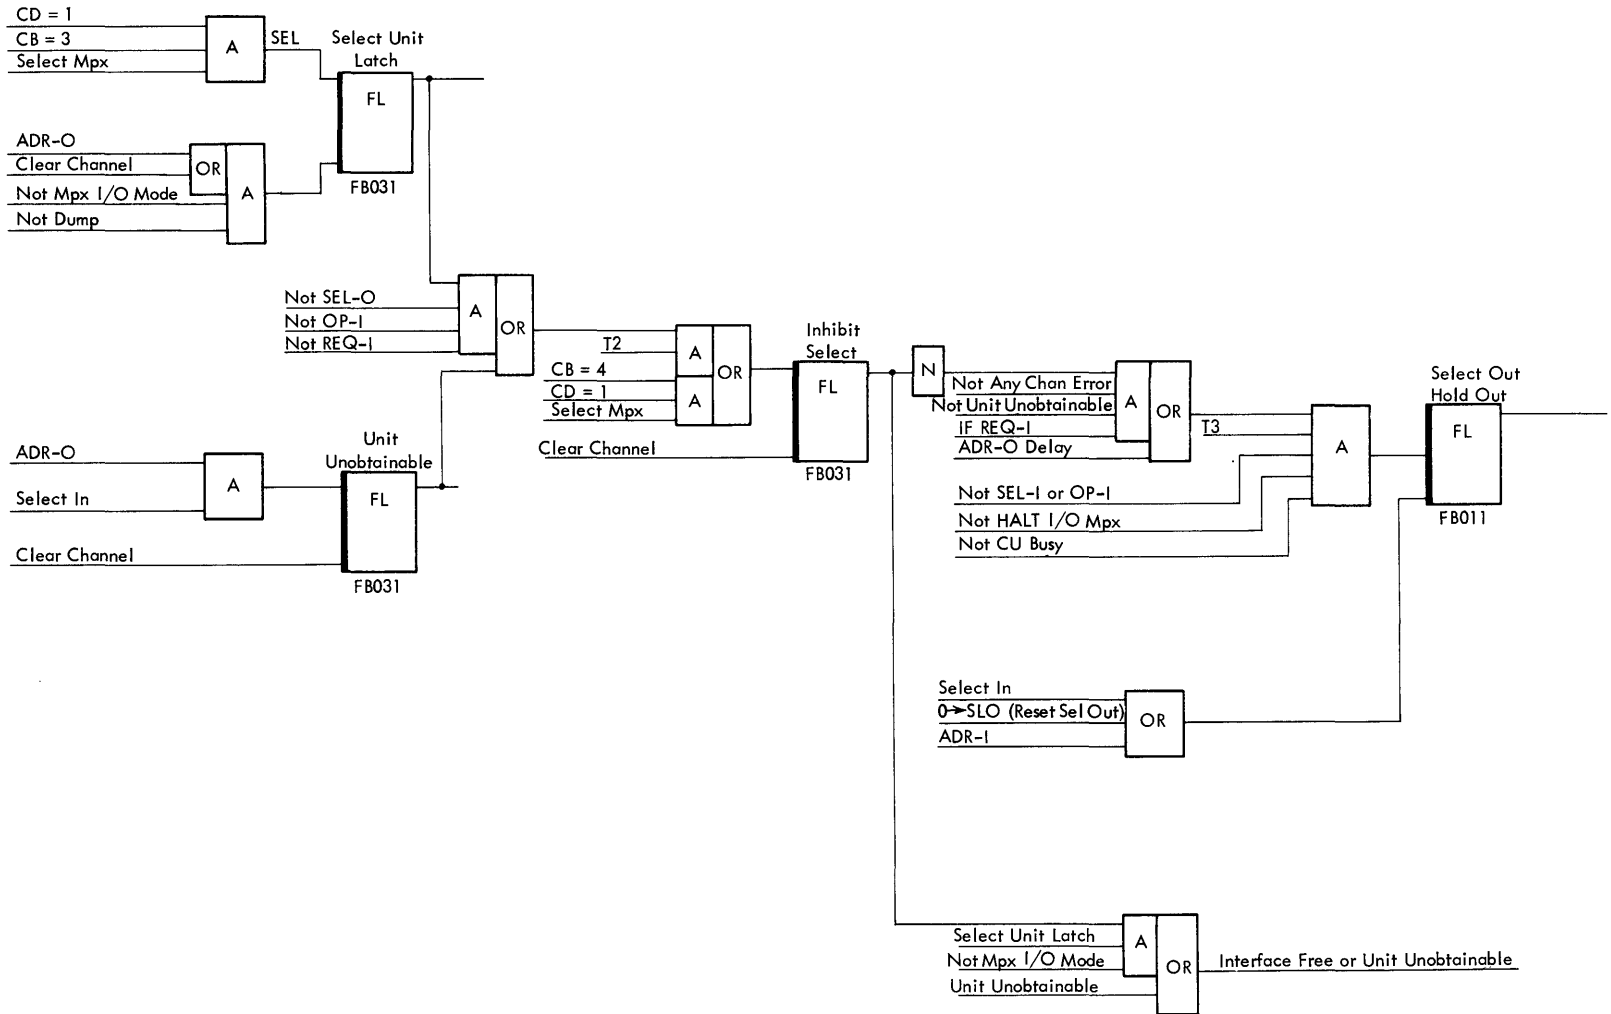 CD = 1
CB = 3
Select Mpx
A
SEL
Select Unit
Latch
FL
FB031
ADR-O
Clear Channel
OR
A
Not Mpx I/O Mode
Not Dump
Not SEL-O
Not OP-I
Not REQ-I
A
OR
T2
CB = 4
CD = 1
Select Mpx
A
A
OR
Clear Channel
Inhibit
Select
FL
FB031
N
Not Any Chan Error
Not Unit Unobtainable
IF REQ-I
ADR-O Delay
A
OR
T3
Not SEL-I or OP-I
Not HALT I/O Mpx
Not CU Busy
A
Select Out
Hold Out
FL
FB011
ADR-O
Select In
A
Unit
Unobtainable
FL
Clear Channel
FB031
Select In
0→SLO (Reset Sel Out)
ADR-I
OR
Select Unit Latch
Not Mpx I/O Mode
Unit Unobtainable
A
OR
Interface Free or Unit Unobtainable